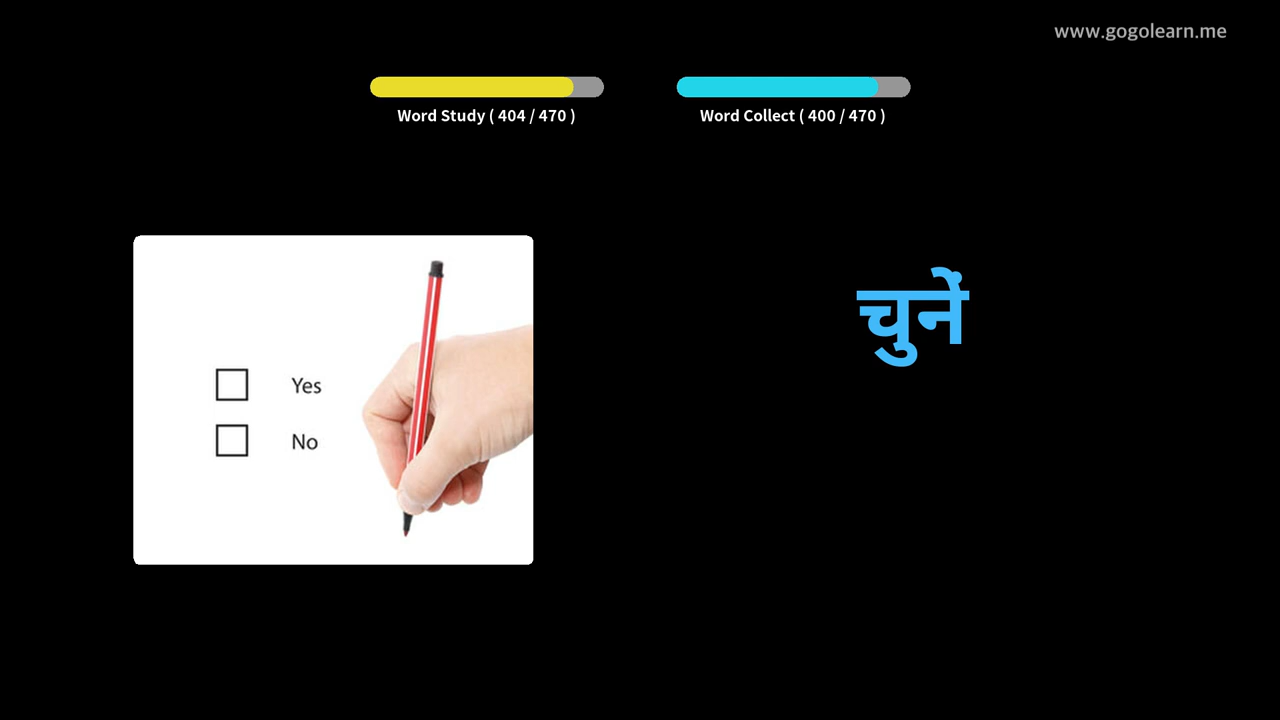 www.gogolearn.me
Word Study ( 404 / 470 )
Word Collect ( 400 / 470 )
चुनें
Yes
No